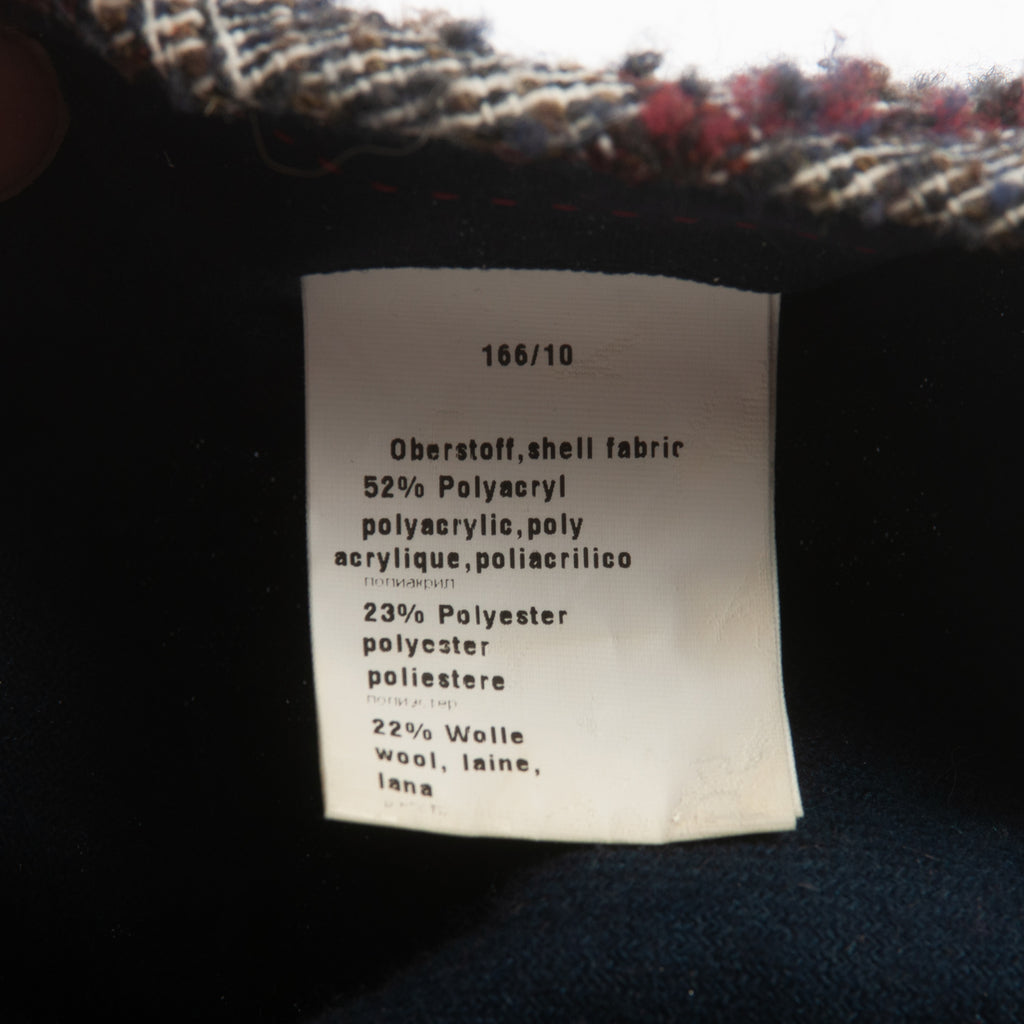 166/10
Oberstoff,shell fabric
52% Polyacryl
polyacrylic,poly
acrylique,poliacrilico
полиакрил
23% Polyester
polyester
poliestere
полиэстер
22% Wolle
wool, laine,
lana